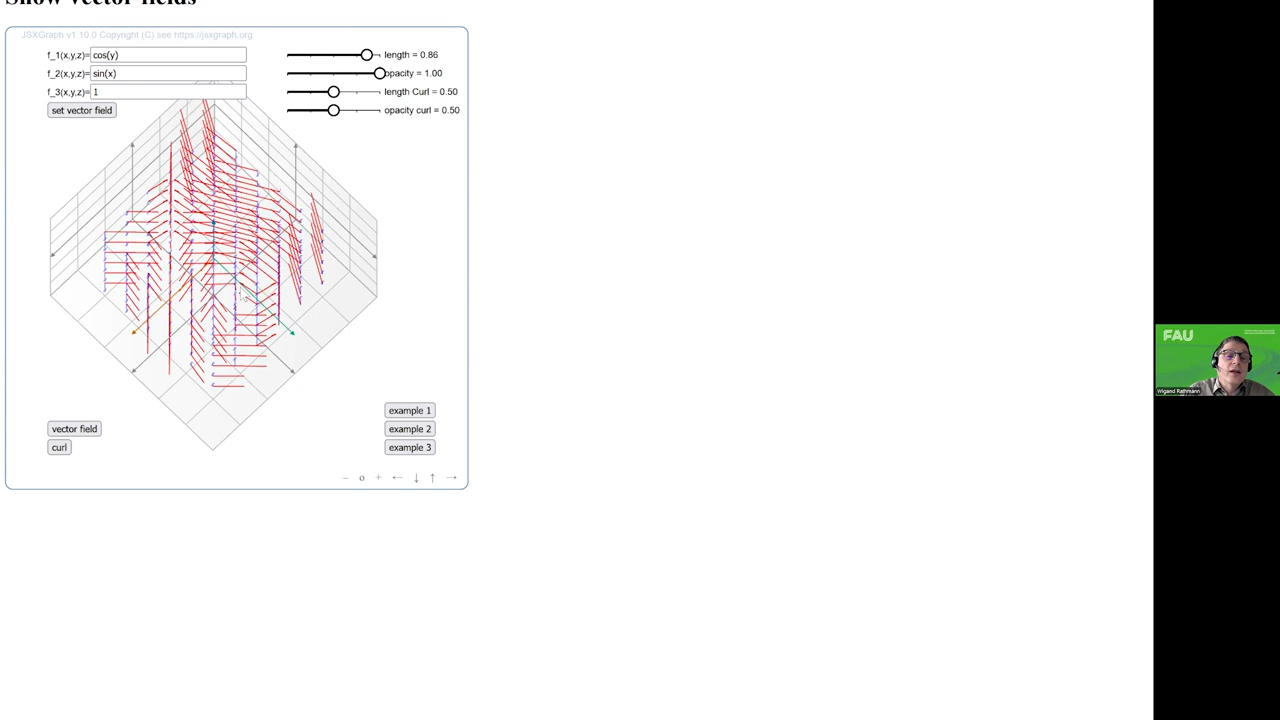 Show vector fields
JSXGraph v1.10.0 Copyright (C) see https://jsxgraph.org
f_1(x,y,z)= cos(y)
f_2(x,y,z)= sin(x)
f_3(x,y,z)= 1
set vector field
length = 0.86
opacity = 1.00
length Curl = 0.50
opacity curl = 0.50
vector field
curl
example 1
example 2
example 3
− o + ← ↓ ↑ →
FAU
Wigand Rathmann